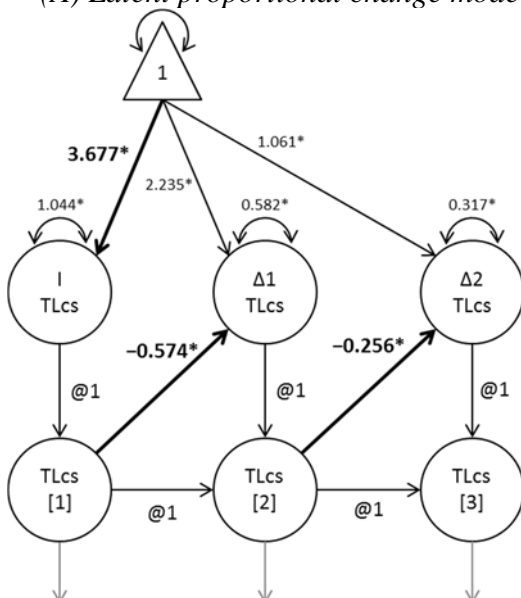 (A) Latent proportional change mode
1
3.677*
2.235*
1.061*
1.044*
0.582*
0.317*
I
TLcs
Δ1
TLcs
Δ2
TLcs
−0.574*
−0.256*
@1
@1
@1
TLcs
[1]
TLcs
[2]
TLcs
[3]
@1
@1